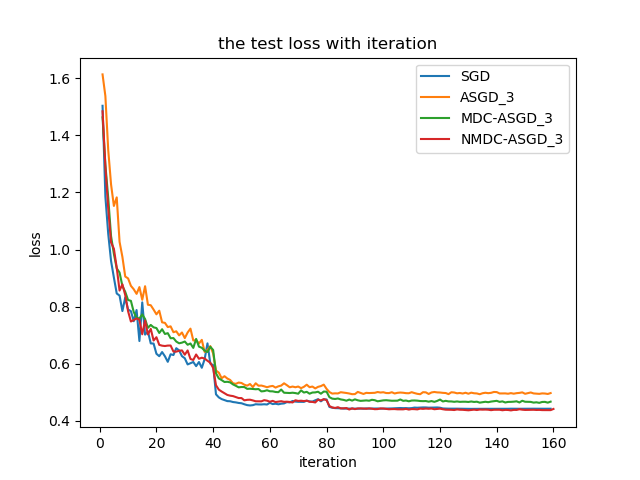 the test loss with iteration
SGD
ASGD_3
MDC-ASGD_3
NMDC-ASGD_3
loss
1.6
1.4
1.2
1.0
0.8
0.6
0.4
0 20 40 60 80 100 120 140 160
iteration